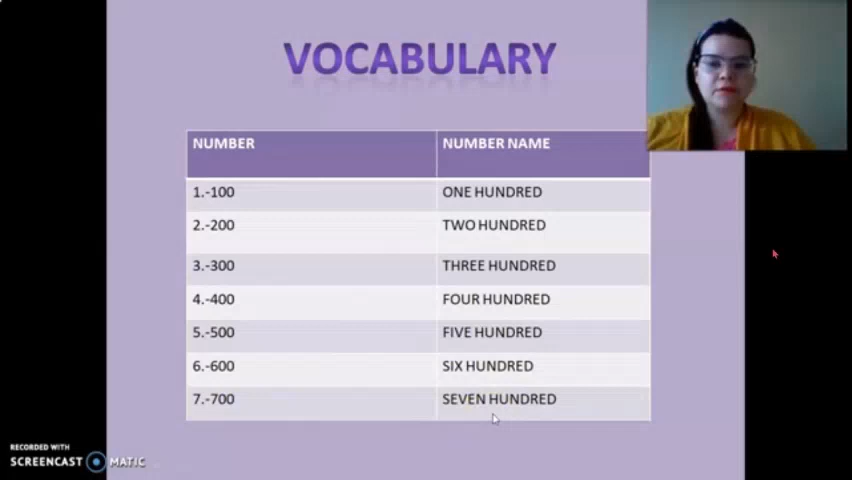 VOCABULARY
NUMBER NUMBER NAME
1.-100 ONE HUNDRED
2.-200 TWO HUNDRED
3.-300 THREE HUNDRED
4.-400 FOUR HUNDRED
5.-500 FIVE HUNDRED
6.-600 SIX HUNDRED
7.-700 SEVEN HUNDRED
RECORDED WITH
SCREENCAST MATIC